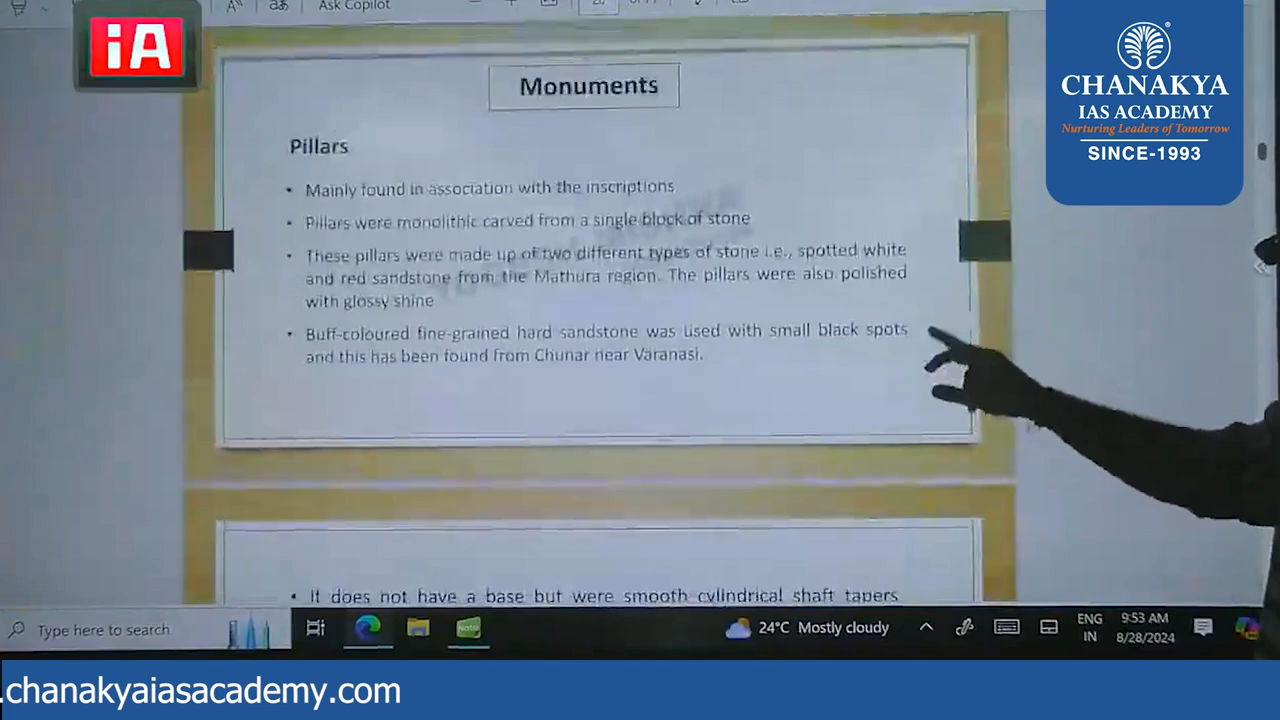 Ask Copilot
iA
CHANAKYA
IAS ACADEMY
Nurturing Leaders of Tomorrow
SINCE-1993
Monuments
Pillars
• Mainly found in association with the inscriptions
• Pillars were monolithic carved from a single block of stone
• These pillars were made up of two different types of stone i.e., spotted white
and red sandstone from the Mathura region. The pillars were also polished
with glossy shine
• Buff-coloured fine-grained hard sandstone was used with small black spots
and this has been found from Chunar near Varanasi.
• It does not have a base but were smooth cylindrical shaft tapers
Type here to search
24°C Mostly cloudy
ENG
IN
9:53 AM
8/28/2024
.chanakyaiasacademy.com